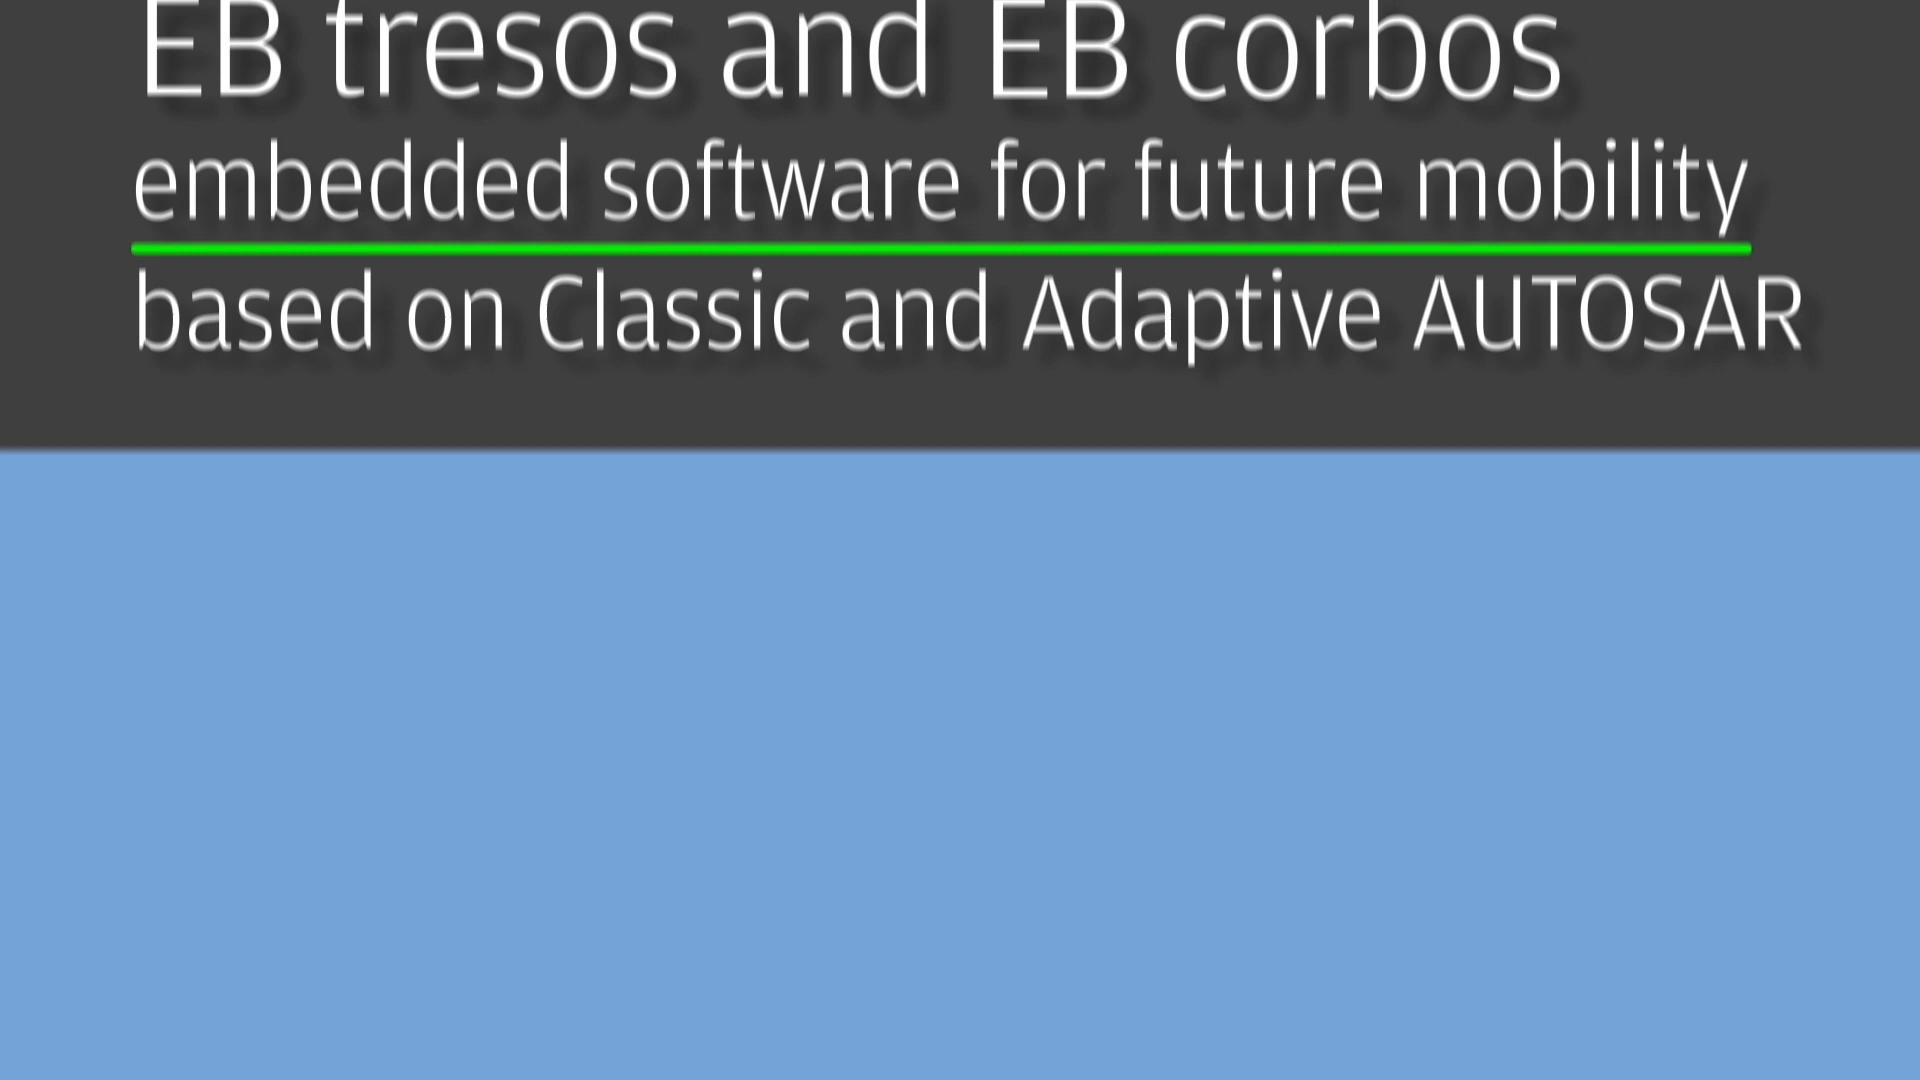 EB tresos and EB corbos
embedded software for future mobility
based on Classic and Adaptive AUTOSAR